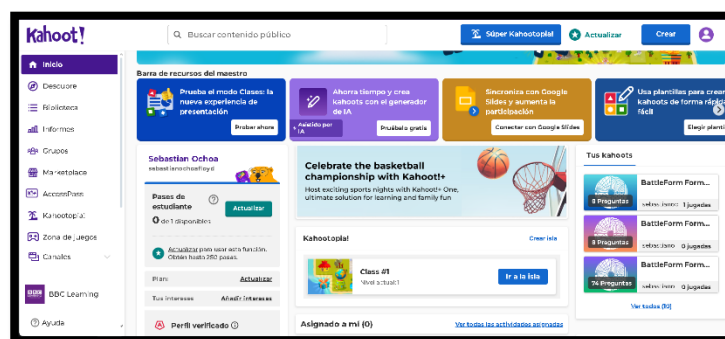 Kahoot!
Buscar contenido público
Súper Kahootopia!
Actualizar
Crear
Inicio
Descubre
Biblioteca
Informes
Grupos
Marketplace
AccessPass
Kahootopia!
Zona de juegos
Canales
BBC Learning
Ayuda
Barra de recursos del maestro
Prueba el modo Clases: la
nueva experiencia de
presentación
Probar ahora
Ahorra tiempo y crea
kahoots con el generador
de IA
Asistido por
IA
Pruébalo gratis
Sincroniza con Google
Slides y aumenta la
participación
Conectar con Google Slides
Usa plantillas para crear
kahoots de forma rápida
fácil
Elegir planti
Sebastian Ochoa
sebastianochoafloyd
Pases de
estudiante
Actualizar
0 de 1 disponibles
Actualizar para usar esta función.
Obtén hasta 250 pases.
Plan:
Actualizar
Tus intereses
Añadir intereses
Perfil verificado
Celebrate the basketball
championship with Kahoot!+
Host exciting sports nights with Kahoot!+ One,
ultimate solution for learning and family fun
Kahootopia!
Crear isla
Class #1
Nivel actual: 1
Ir a la isla
Asignado a mí (0)
Ver todas las actividades asignadas
Tus kahoots
BattleForm Form...
8 Preguntas
1 jugadas
BattleForm Form...
8 Preguntas
0 jugadas
BattleForm Form...
74 Preguntas
0 jugadas
Ver todos (10)